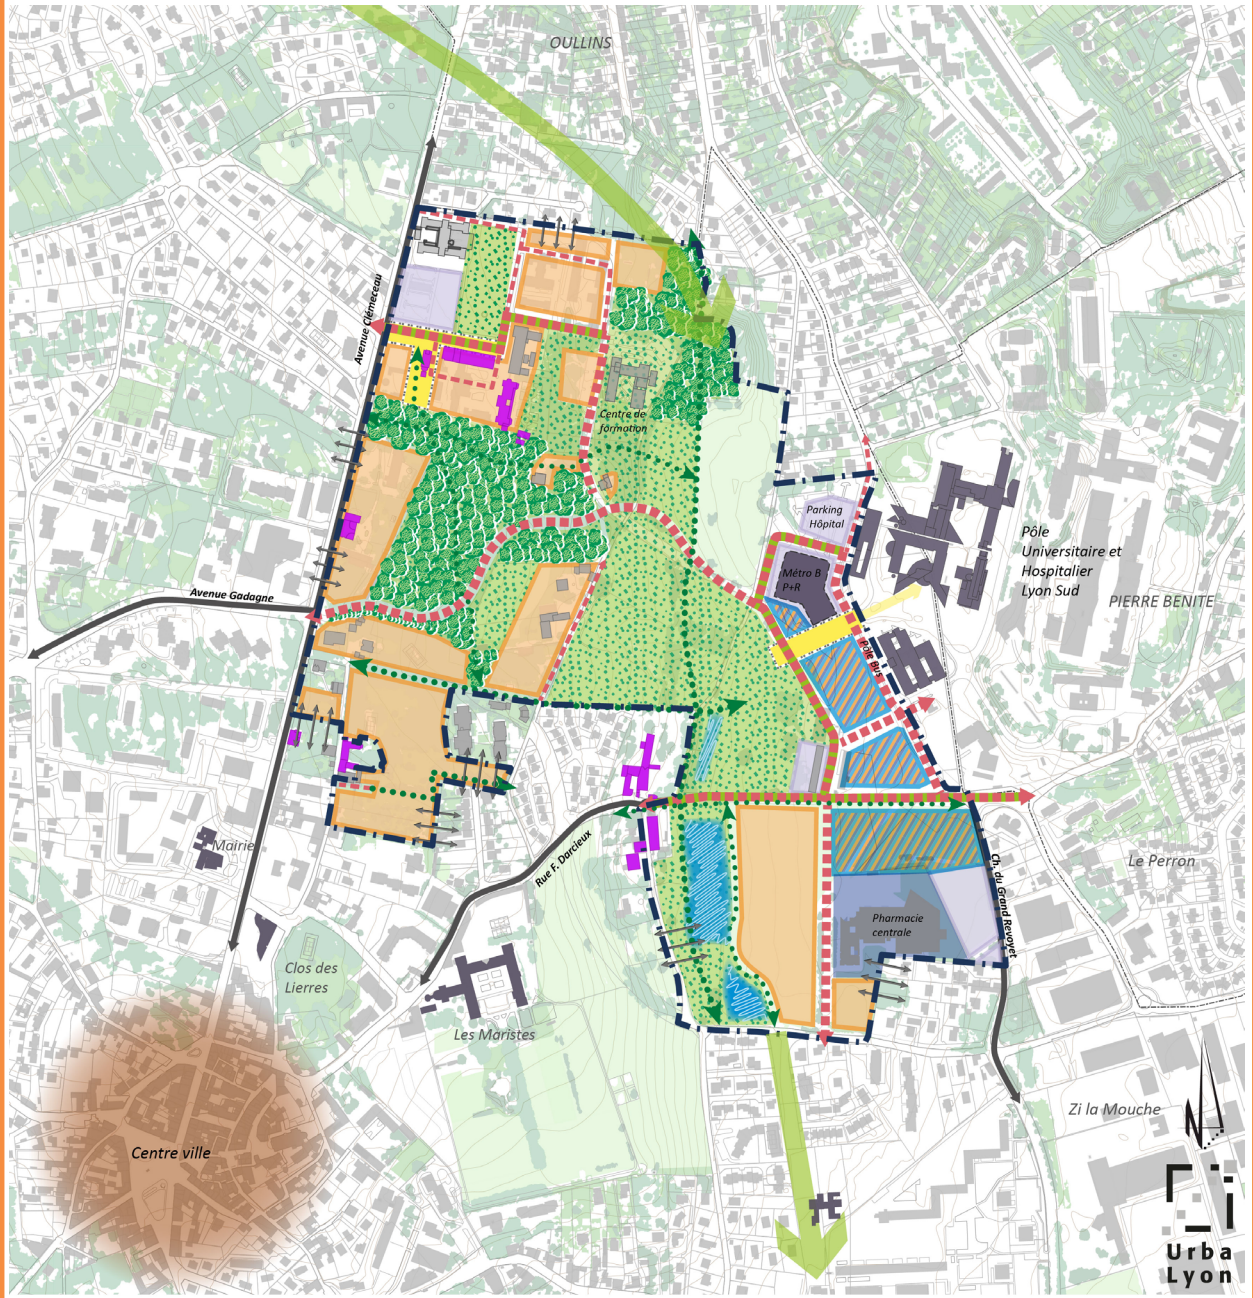 OULLINS
Avenue Clémeceau
Centre de
formation
Parking
Hôpital
Pôle
Universitaire et
Hospitalier
Lyon Sud
Métro B
P+R
PIERRE BENITE
Avenue Gadagne
Pôle Bus
Mairie
Rue F. Darcieux
Le Perron
Ch. du Grand Revoyet
Pharmacie
centrale
Clos des
Lierres
Les Maristes
Zi la Mouche
N
Centre ville
Urba
Lyon